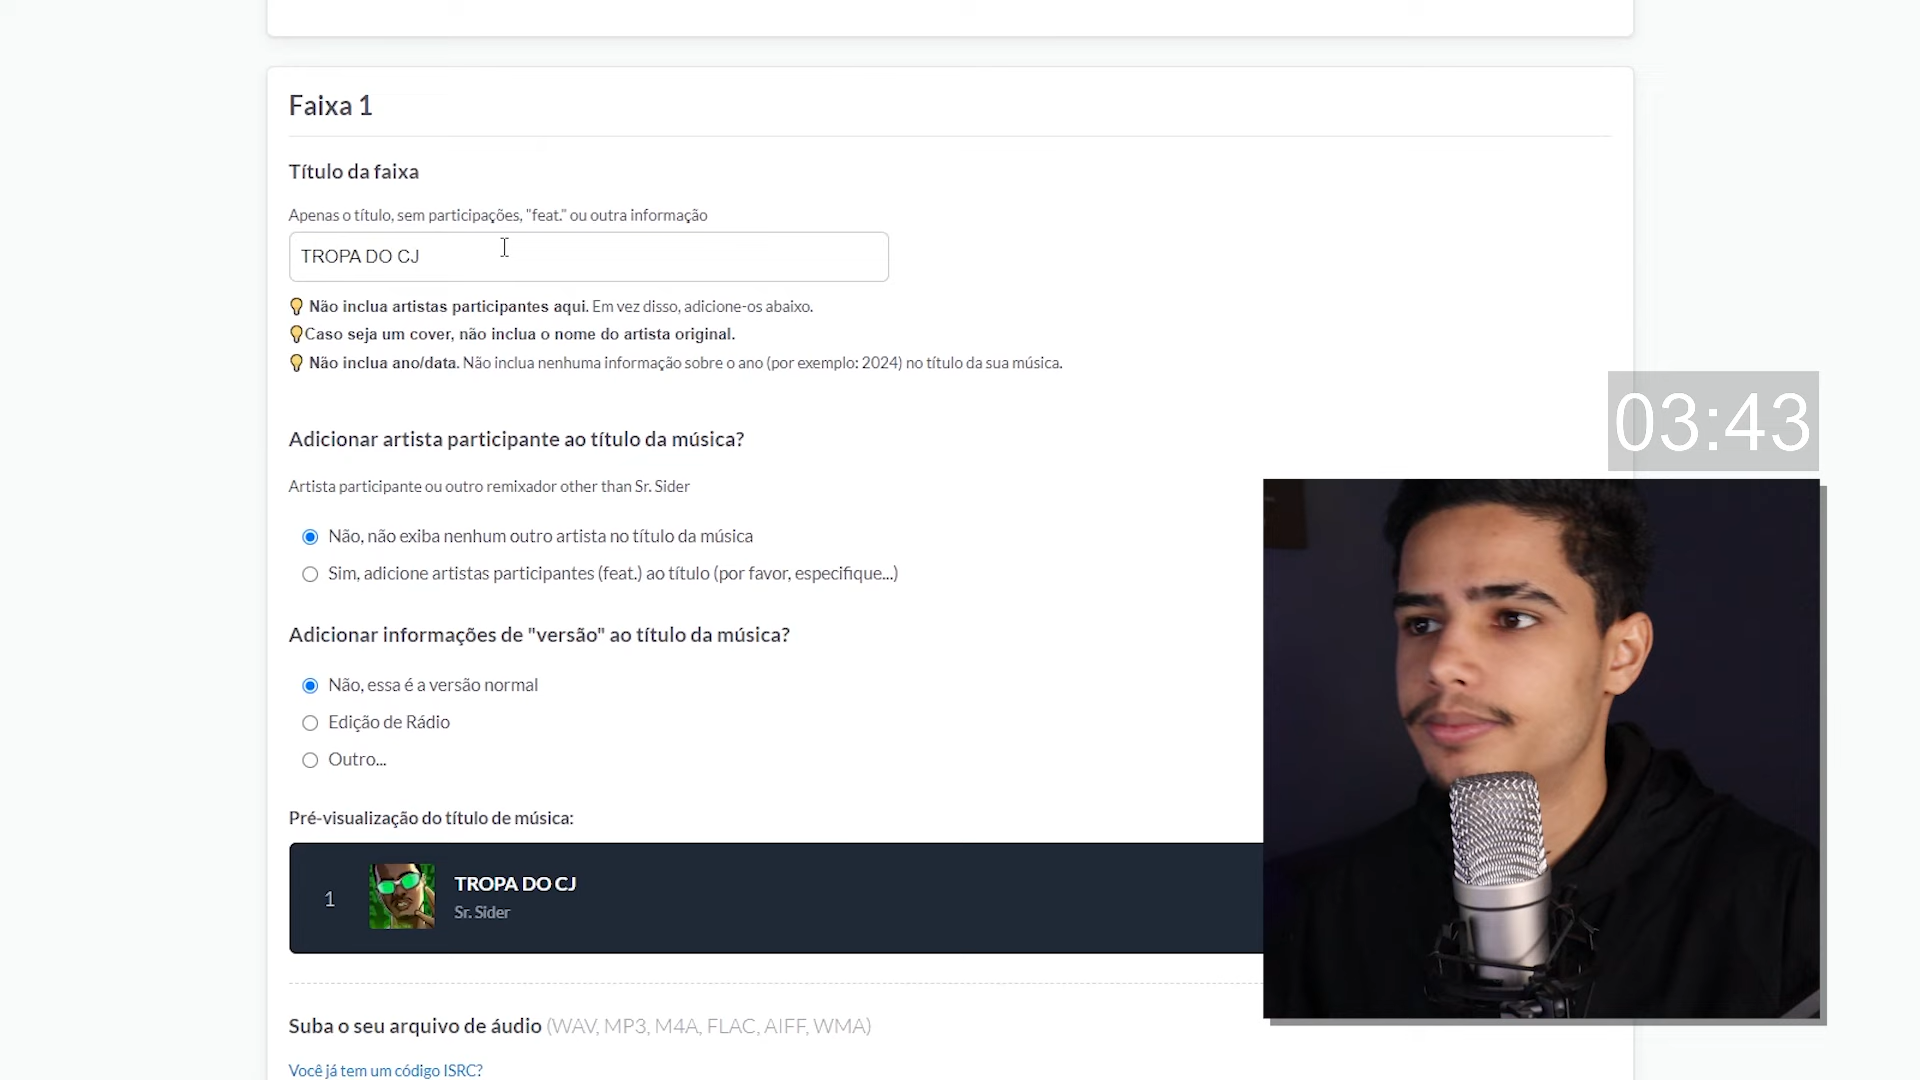 Faixa 1
Título da faixa
Apenas o título, sem participações, "feat." ou outra informação
TROPA DO CJ
Não inclua artistas participantes aqui. Em vez disso, adicione-os abaixo.
Caso seja um cover, não inclua o nome do artista original.
Não inclua ano/data. Não inclua nenhuma informação sobre o ano (por exemplo: 2024) no título da sua música.
03:43
Adicionar artista participante ao título da música?
Artista participante ou outro remixador other than Sr. Sider
Não, não exiba nenhum outro artista no título da música
Sim, adicione artistas participantes (feat.) ao título (por favor, especifique...)
Adicionar informações de "versão" ao título da música?
Não, essa é a versão normal
Edição de Rádio
Outro...
Pré-visualização do título de música:
1
TROPA DO CJ
Sr. Sider
Suba o seu arquivo de áudio (WAV, MP3, M4A, FLAC, AIFF, WMA)
Você já tem um código ISRC?